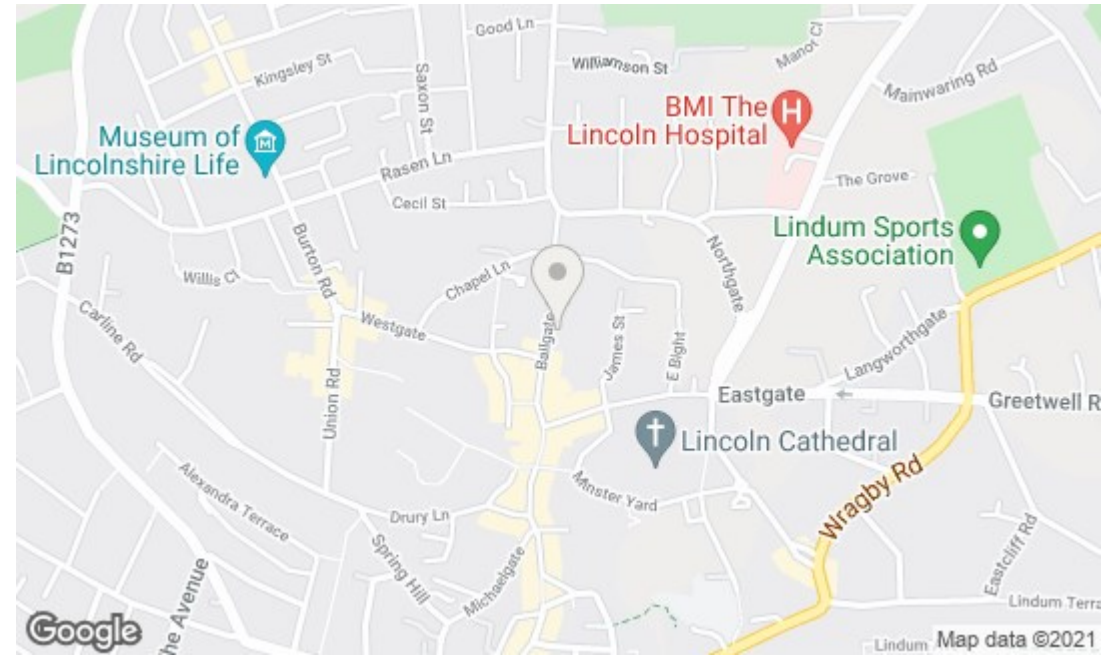 Good Ln
Williamson St
Manot Cl
Kingsley St
Saxon St
Mainwaring Rd
BMI The
Lincoln Hospital
H
Museum of
Lincolnshire Life
M
Rasen Ln
The Grove
Cecil St
Lindum Sports
Association
B1273
Burton Rd
Northgate
Willis Cl
Chapel Ln
Carline Rd
Westgate
Bailgate
James St
E Bight
Langworthgate
Union Rd
Eastgate
Greetwell R
Lincoln Cathedral
Alexandra Terrace
Minster Yard
Wragby Rd
Drury Ln
Spring Hill
Michaelgate
Eastcliff Rd
The Avenue
Lindum Terra
Google
Lindum
Map data ©2021